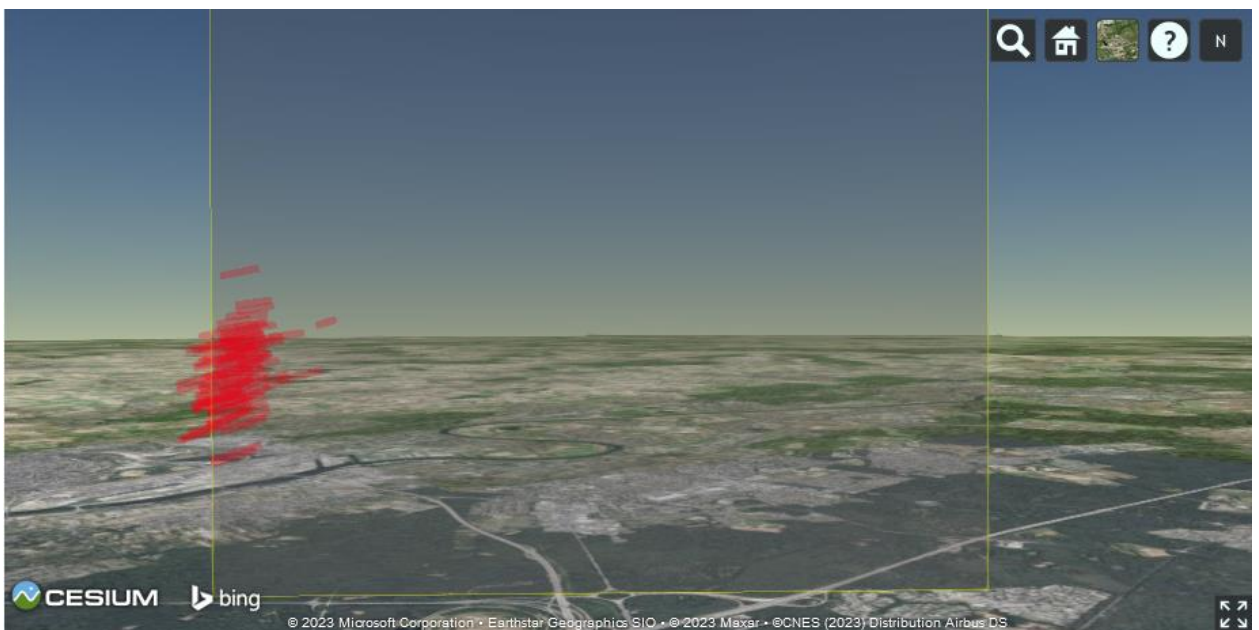 N
CESIUM
bing
© 2023 Microsoft Corporation • Earthstar Geographics SIO • © 2023 Maxar • ©CNES (2023) Distribution Airbus DS